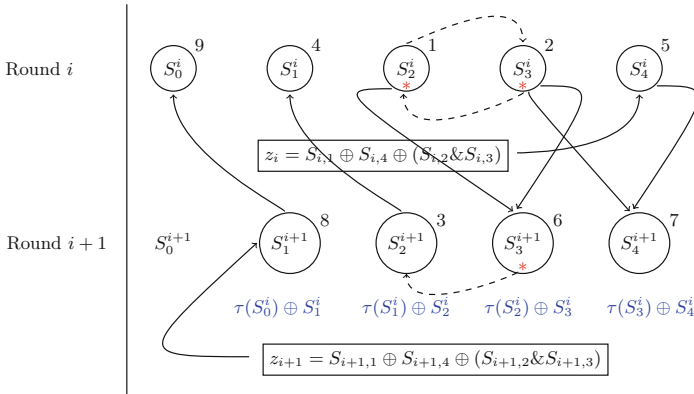 9 4 1 2 5
Round i S_0^i S_1^i S_2^i S_3^i S_4^i
* *
z_i = S_{i,1} ⊕ S_{i,4} ⊕ (S_{i,2}&S_{i,3})
8 3 6 7
Round i + 1 S_0^{i+1} S_1^{i+1} S_2^{i+1} S_3^{i+1} S_4^{i+1}
*
τ(S_0^i) ⊕ S_1^i τ(S_1^i) ⊕ S_2^i τ(S_2^i) ⊕ S_3^i τ(S_3^i) ⊕ S_4^i
z_{i+1} = S_{i+1,1} ⊕ S_{i+1,4} ⊕ (S_{i+1,2}&S_{i+1,3})